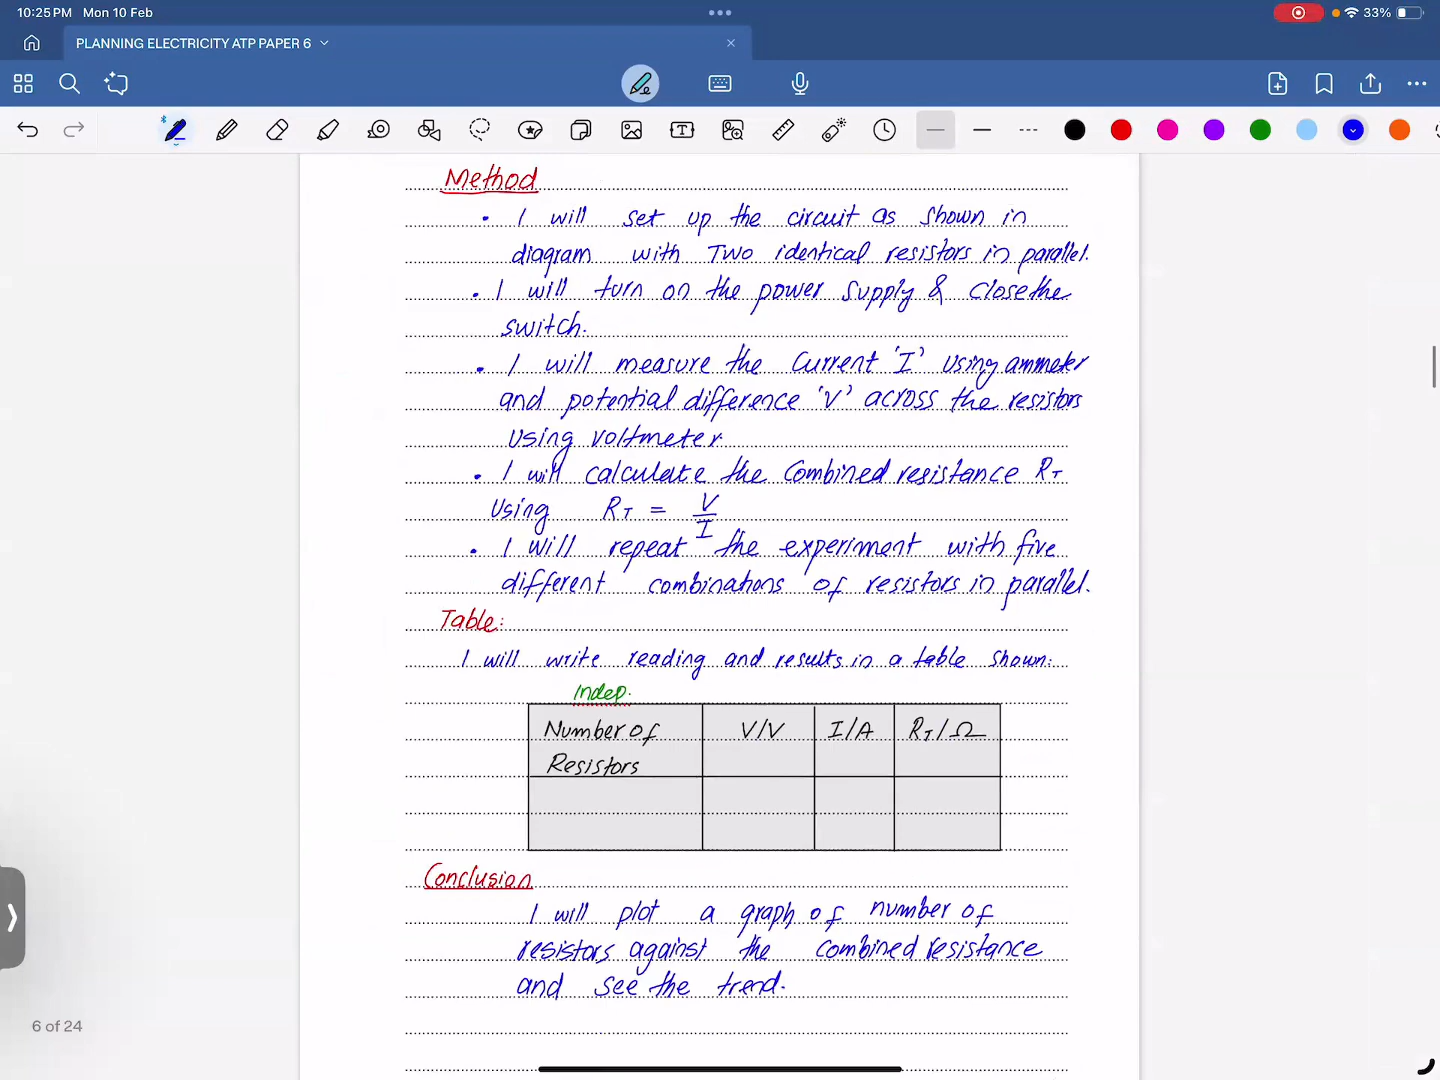 10:25 PM Mon 10 Feb
33%
PLANNING ELECTRICITY ATP PAPER 6
Method
• I will set up the circuit as shown in
diagram with Two identical resistors in parallel.
• I will turn on the power supply & close the
switch.
• I will measure the Current 'I' using ammeter
and potential difference 'V' across the resistors
using voltmeter.
• I will calculate the Combined resistance RT
Using RT = V/I
• I will repeat the experiment with five
different combinations of resistors in parallel.
Table:
I will write reading and results in a table shown:
Indep.
Number of V/V I/A RT/Ω
Resistors
Conclusion
I will plot a graph of number of
resistors against the combined resistance
and see the trend.
6 of 24